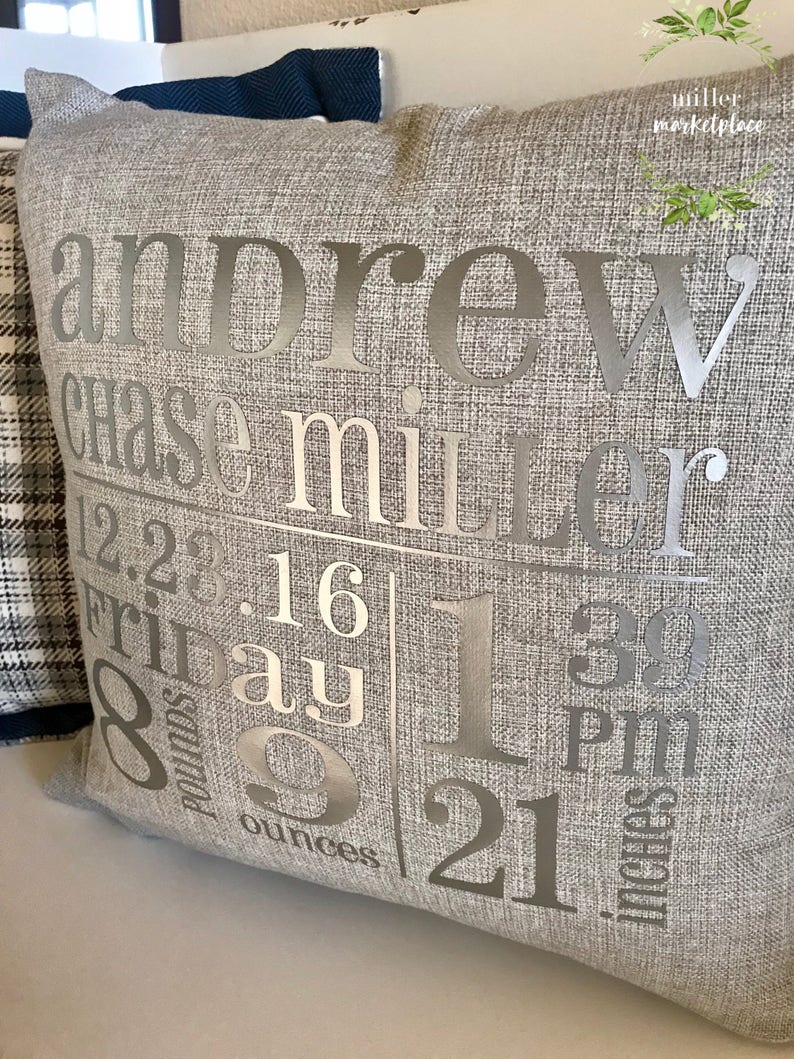 miller
marketplace
anDrew
CHase miLLer
12.23.16
FriDay
8 POUNDS 9 ounces
1 39 Pm
21 inches